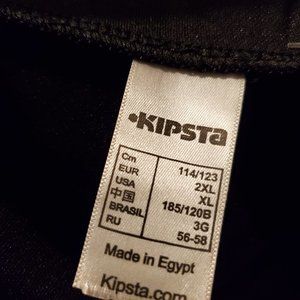 KIPSTA
Cm 114/123
EUR 2XL
USA XL
中国 185/120B
BRASIL 3G
RU 56-58
Made in Egypt
Kipsta.com